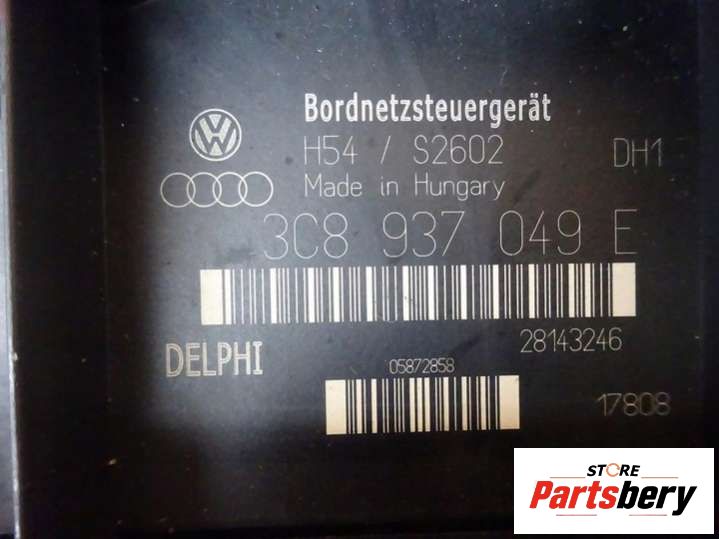 Bordnetzsteuergerät
H54 / S2602 DH1
Made in Hungary
3C8 937 049 E
28143246
DELPHI
05872858
17808
STORE
Partsbery